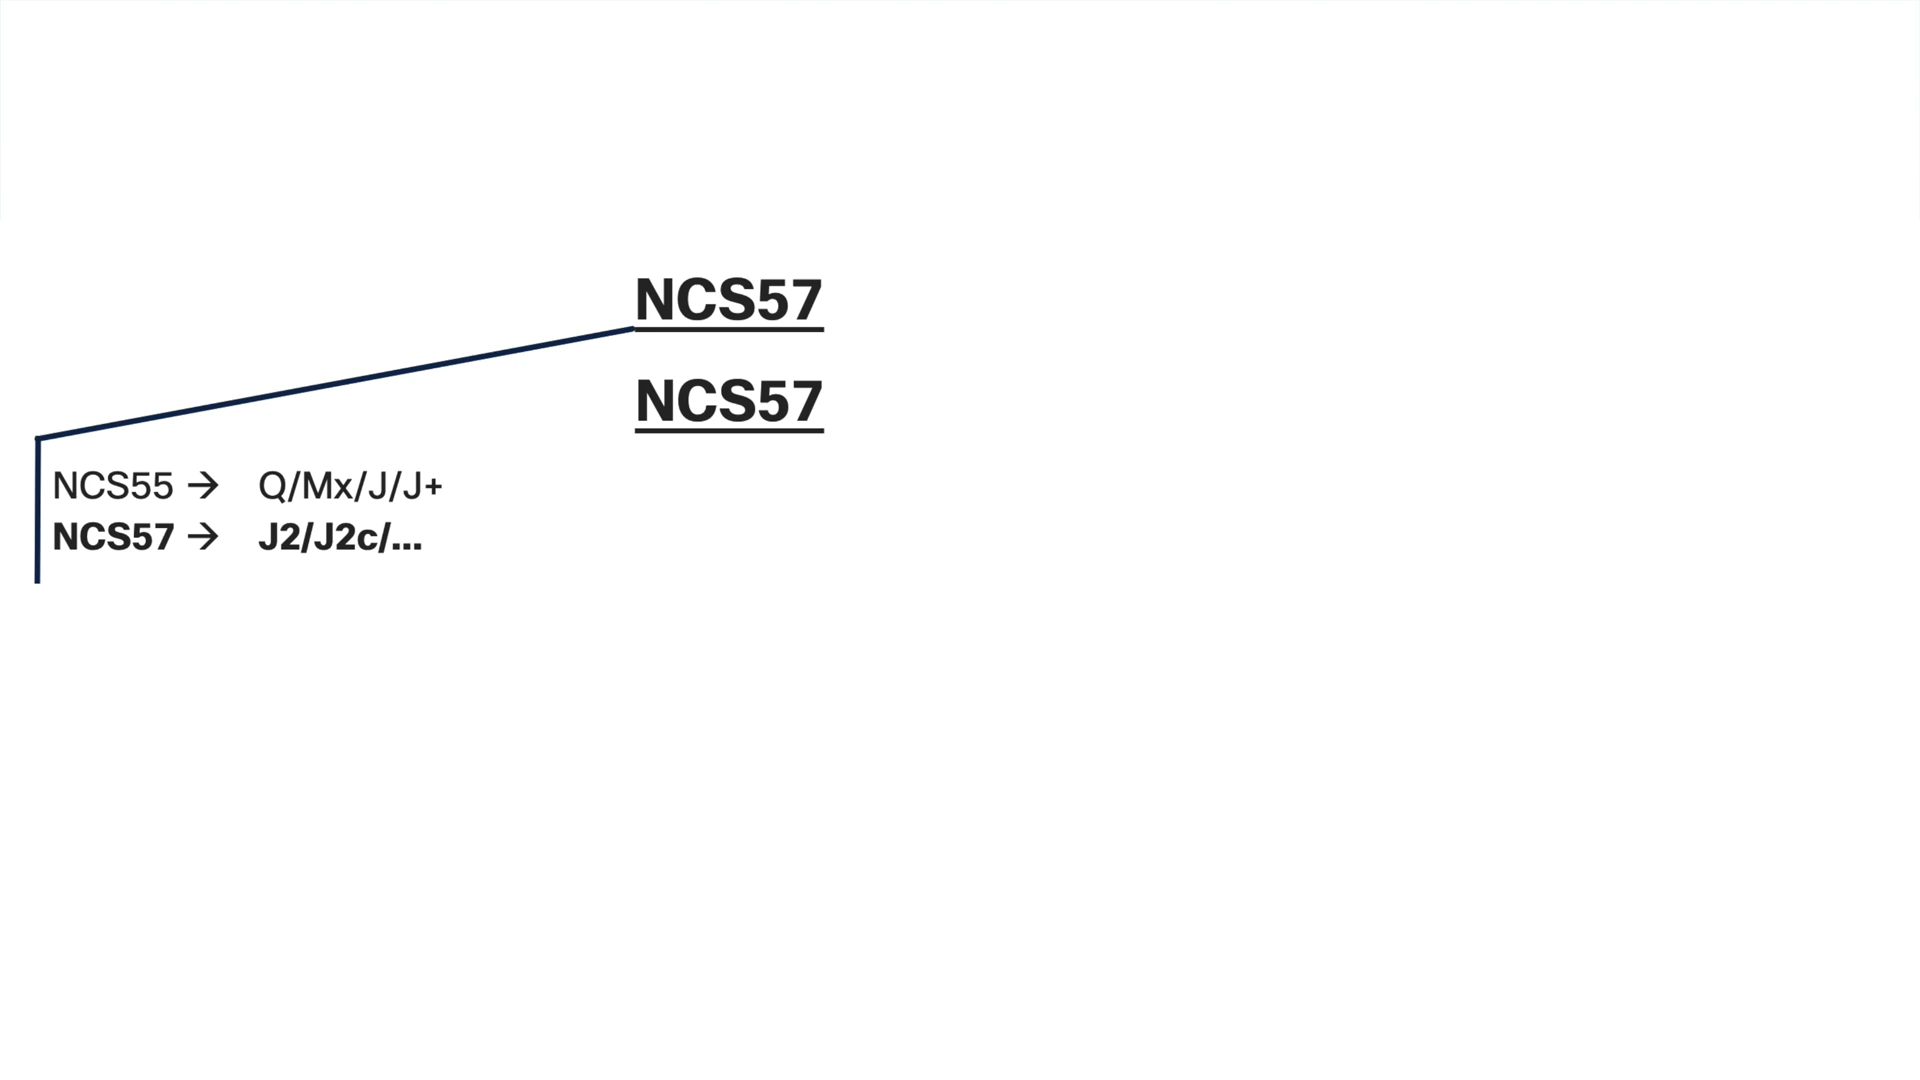 NCS57
NCS57
NCS55 → Q/Mx/J/J+
NCS57 → J2/J2c/...